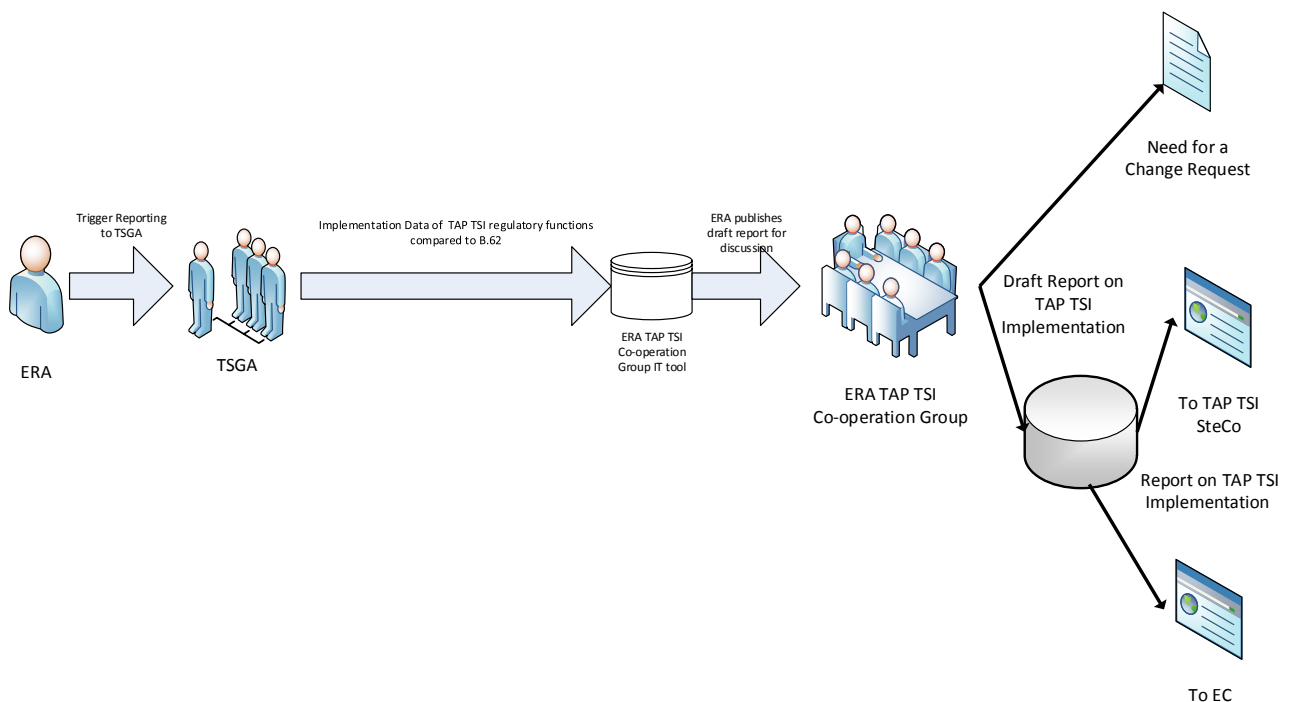 Trigger Reporting
to TSGA
ERA
TSGA
Implementation Data of TAP TSI regulatory functions
compared to B.62
ERA TAP TSI
Co-operation
Group IT tool
ERA publishes
draft report for
discussion
ERA TAP TSI
Co-operation Group
Need for a
Change Request
Draft Report on
TAP TSI
Implementation
To TAP TSI
SteCo
Report on TAP TSI
Implementation
To EC